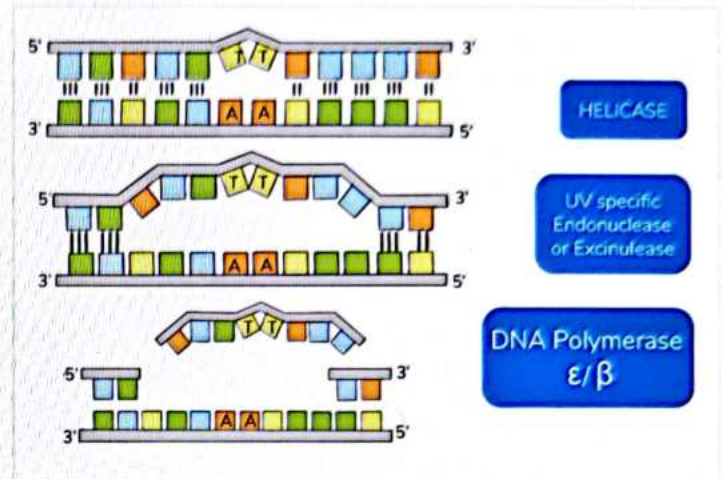 5' T T 3'
HELICASE
A A
3' 5'
5' T T 3'
UV specific
Endonuclease
or Excinulease
A A
3' 5'
T T
DNA Polymerase
ε/β
5' 3'
A A
3' 5'